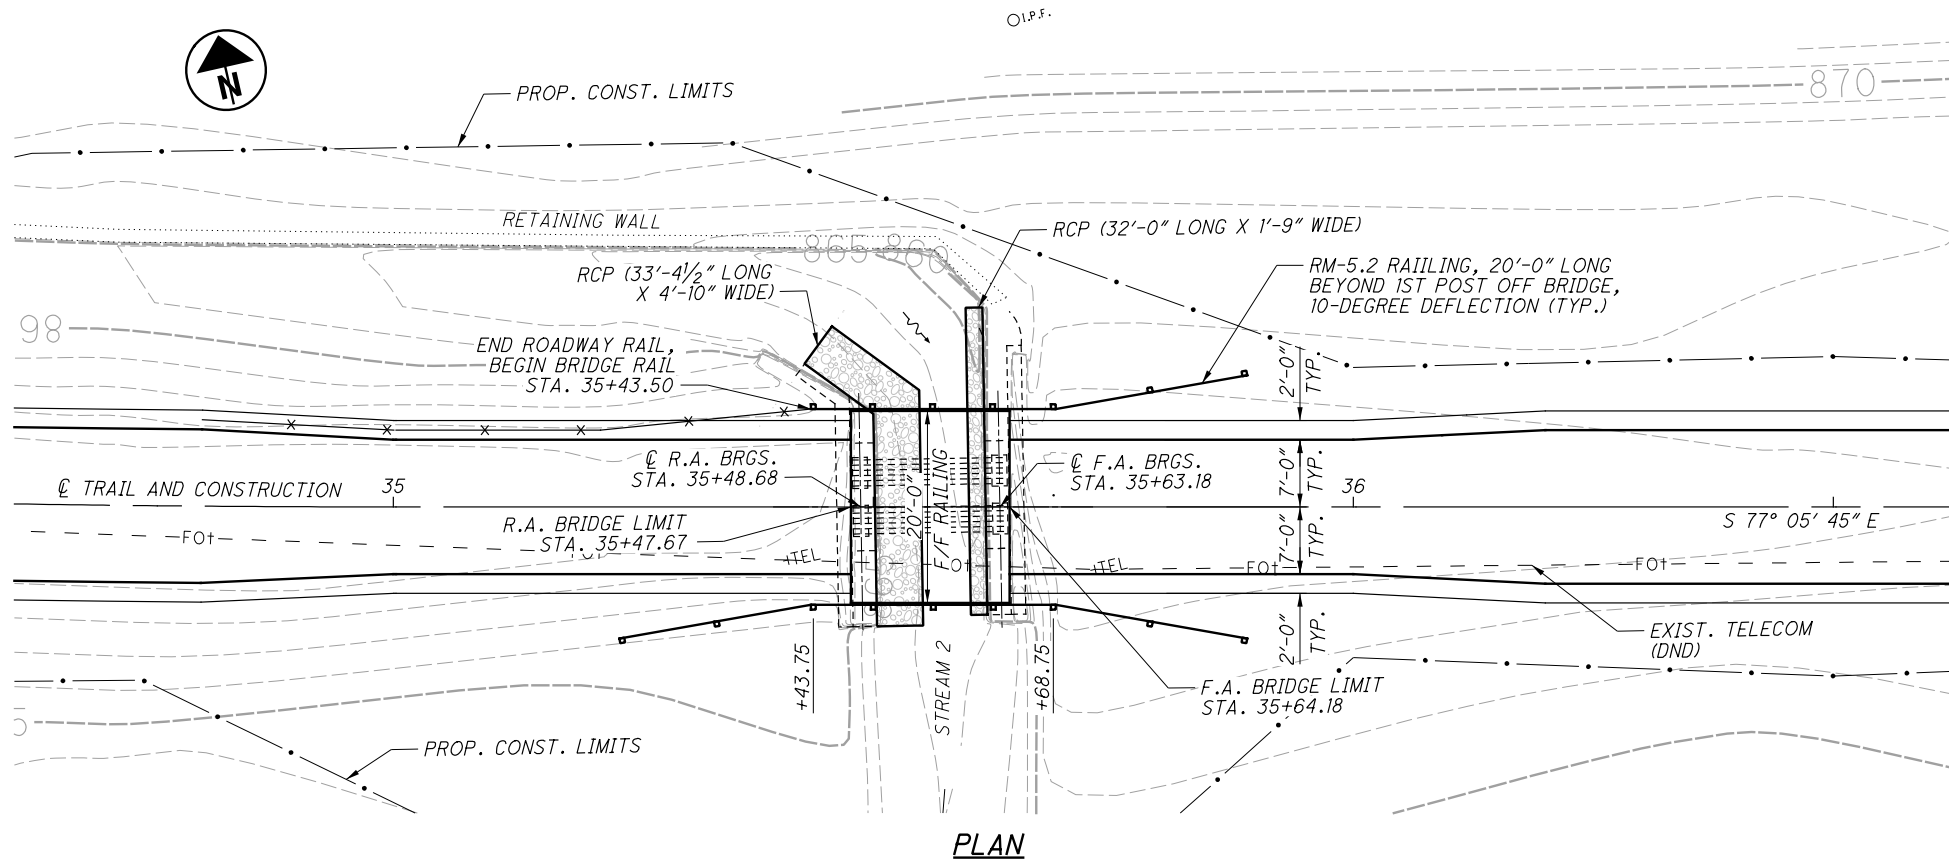 O I.P.F.
N
PROP. CONST. LIMITS
870
RETAINING WALL
RCP (32'-0" LONG X 1'-9" WIDE)
865 860
RCP (33'-4½" LONG
X 4'-10" WIDE)
RM-5.2 RAIILING, 20'-0" LONG
BEYOND 1ST POST OFF BRIDGE,
10-DEGREE DEFLECTION (TYP.)
98
END ROADWAY RAIL,
BEGIN BRIDGE RAIL
STA. 35+43.50
2'-0"
TYP.
℄ R.A. BRGS.
STA. 35+48.68
℄ F.A. BRGS.
STA. 35+63.18
7'-0"
TYP.
℄ TRAIL AND CONSTRUCTION
35
36
20'-0"
F/F RAILING
R.A. BRIDGE LIMIT
STA. 35+47.67
S 77° 05' 45" E
7'-0"
TYP.
FO†
TEL
TEL
FO†
FO†
2'-0"
TYP.
EXIST. TELECOM
(DND)
+43.75
STREAM 2
+68.75
F.A. BRIDGE LIMIT
STA. 35+64.18
5
PROP. CONST. LIMITS
PLAN